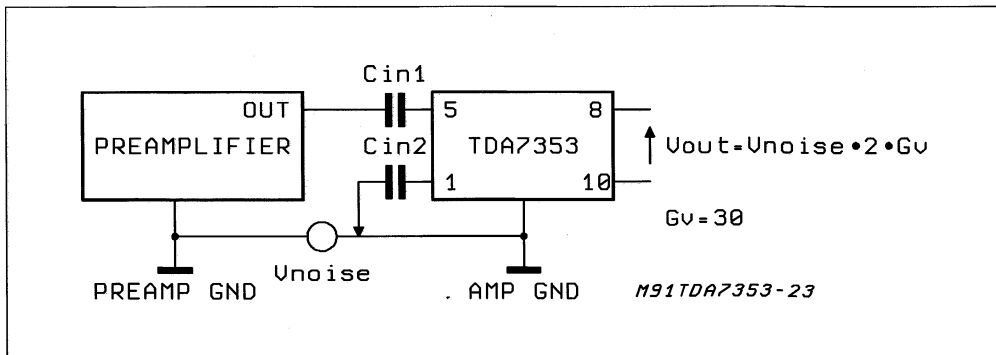 Cin1
OUT
5
8
PREAMPLIFIER
Cin2
TDA7353
Vout=Vnoise•2•Gv
1
10
Gv=30
Vnoise
PREAMP GND
. AMP GND
M91TDA7353-23